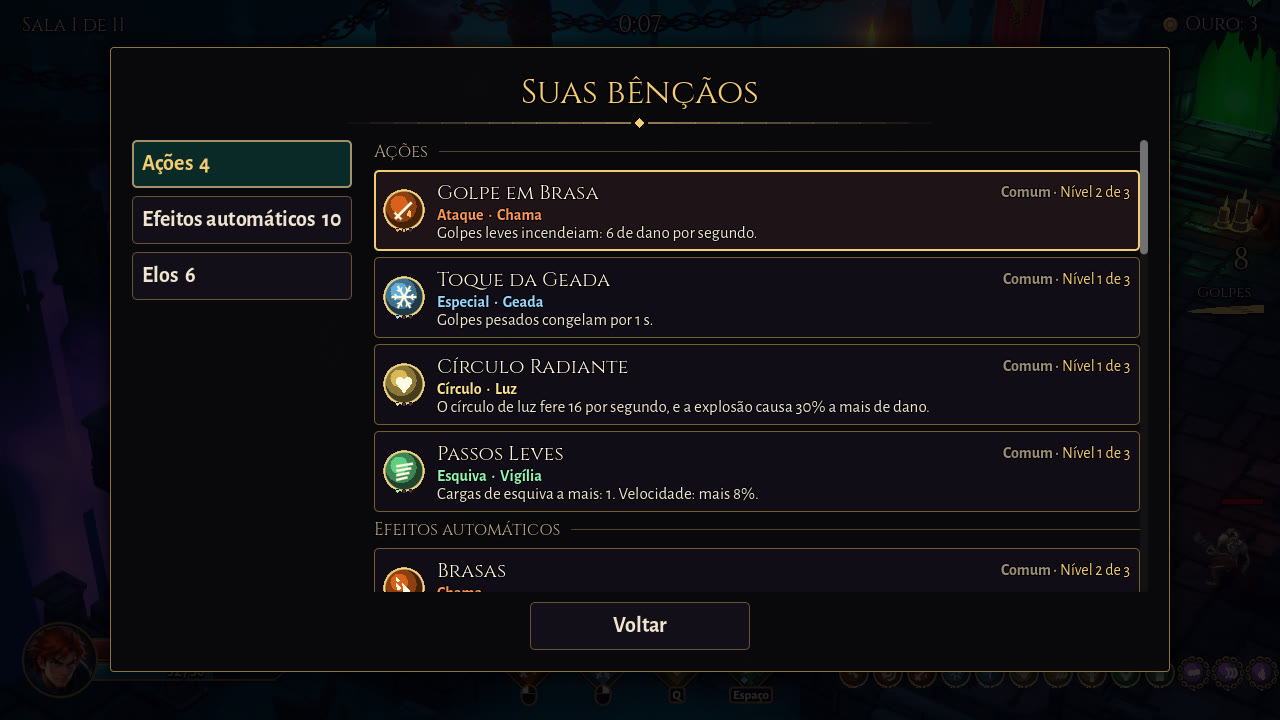 Sala 1 de 11
0:07
Ouro: 3
Suas bênçãos
Ações 4
Efeitos automáticos 10
Elos 6
Ações
Golpe em Brasa
Comum · Nível 2 de 3
Ataque · Chama
Golpes leves incendeiam: 6 de dano por segundo.
Toque da Geada
Comum · Nível 1 de 3
Especial · Geada
Golpes pesados congelam por 1 s.
Círculo Radiante
Comum · Nível 1 de 3
Círculo · Luz
O círculo de luz fere 16 por segundo, e a explosão causa 30% a mais de dano.
Passos Leves
Comum · Nível 1 de 3
Esquiva · Vigília
Cargas de esquiva a mais: 1. Velocidade: mais 8%.
Efeitos automáticos
Brasas
Comum · Nível 2 de 3
Chama
Voltar
8
Golpes
Q
Espaço